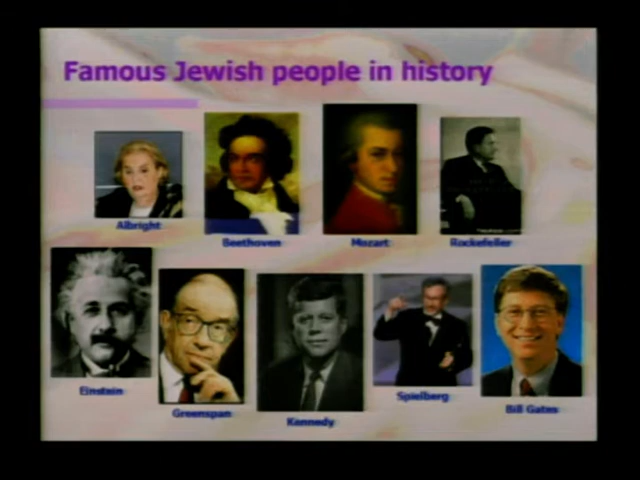 Famous Jewish people in history
Albright
Beethoven
Mozart
Rockefeller
Einstein
Greenspan
Kennedy
Spielberg
Bill Gates